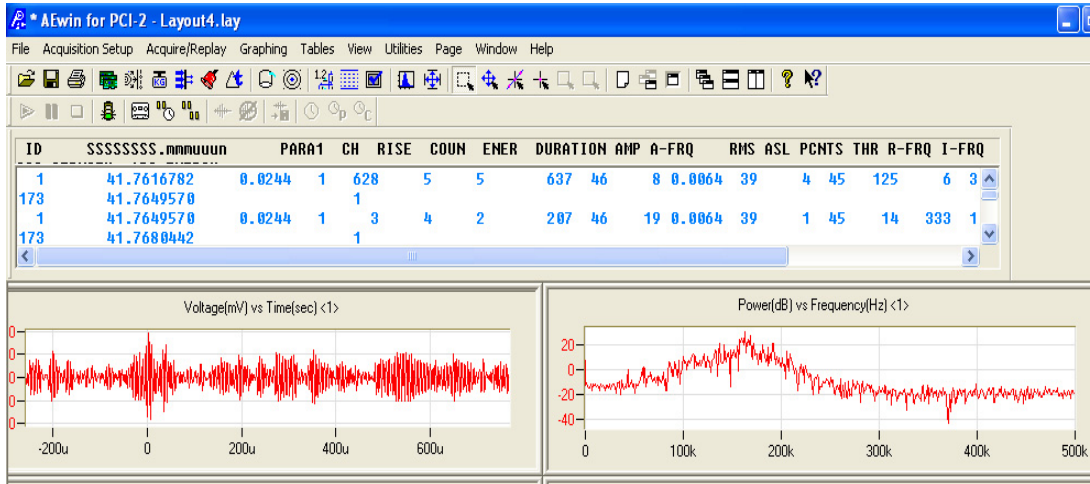 * AEwin for PCI-2 - Layout4.lay
File Acquisition Setup Acquire/Replay Graphing Tables View Utilities Page Window Help
ID SSSSSSSS.mmmuuun PARA1 CH RISE COUN ENER DURATION AMP A-FRQ RMS ASL PCNTS THR R-FRQ I-FRQ
1 41.7616782 0.0244 1 628 5 5 637 46 8 0.0064 39 4 45 125 6 3
173 41.7649570 1
1 41.7649570 0.0244 1 3 4 2 207 46 19 0.0064 39 1 45 14 333 1
173 41.7680442 1
Voltage(mV) vs Time(sec) <1>
-200u 0 200u 400u 600u
Power(dB) vs Frequency(Hz) <1>
20
0
-20
-40
0 100k 200k 300k 400k 500k